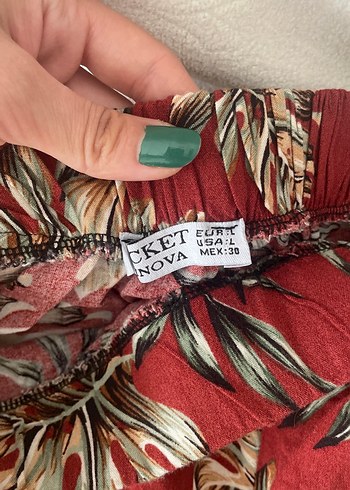 CKET
NOVA
EUR:L
USA:L
MEX:30